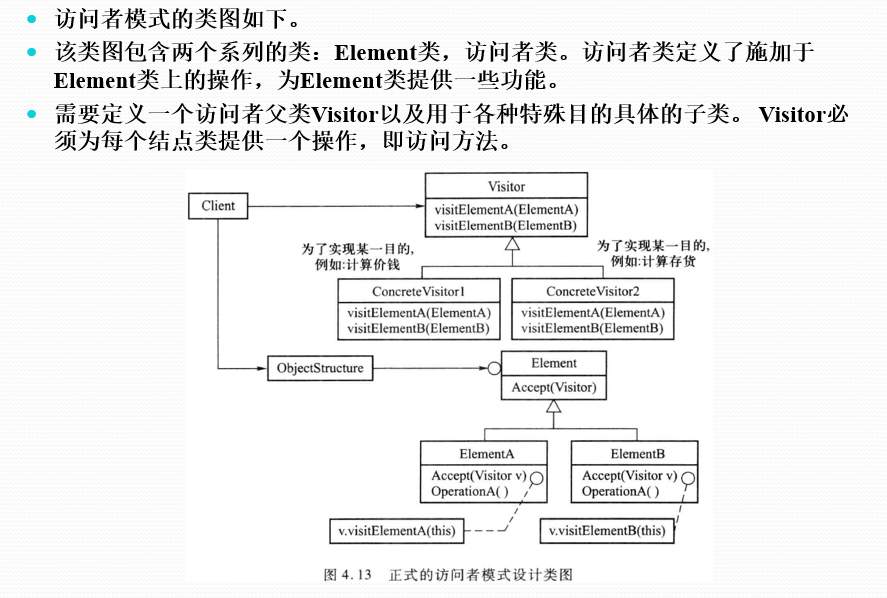 访问者模式的类图如下。
该类图包含两个系列的类：Element类，访问者类。访问者类定义了施加于
Element类上的操作，为Element类提供一些功能。
需要定义一个访问者父类Visitor以及用于各种特殊目的具体的子类。 Visitor必
须为每个结点类提供一个操作，即访问方法。
Visitor
Client
visitElementA(ElementA)
visitElementB(ElementB)
为了实现某一目的,
例如:计算价钱
为了实现某一目的,
例如:计算存货
ConcreteVisitor1
visitElementA(ElementA)
visitElementB(ElementB)
ConcreteVisitor2
visitElementA(ElementA)
visitElementB(ElementB)
ObjectStructure
Element
Accept(Visitor)
ElementA
Accept(Visitor v)
OperationA( )
ElementB
Accept(Visitor v)
OperationA( )
v.visitElementA(this)
v.visitElementB(this)
图 4.13 正式的访问者模式设计类图